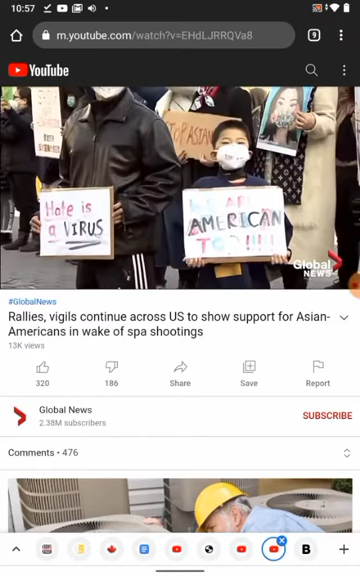 10:57
m.youtube.com/watch?v=EHdLJRRQVa8
9
YouTube
STOP ASIAN
Hate is
a VIRUS
WE ARE
AMERICAN
TOO!!!!
Global
NEWS
#GlobalNews
Rallies, vigils continue across US to show support for Asian-
Americans in wake of spa shootings
13K views
320
186
Share
Save
Report
Global News
2.38M subscribers
SUBSCRIBE
Comments • 476
B